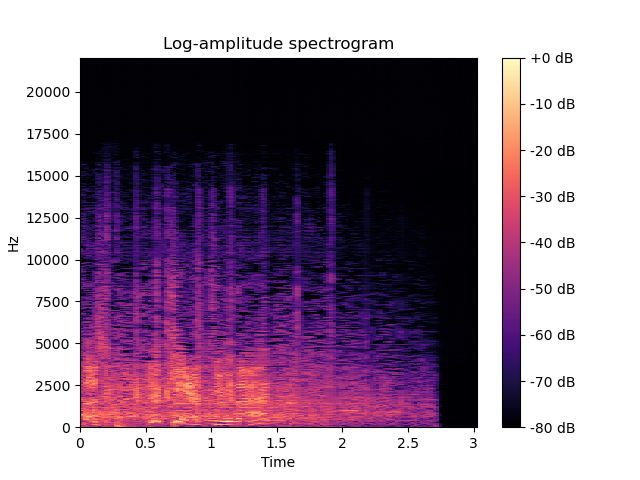 Log-amplitude spectrogram
Hz
20000
17500
15000
12500
10000
7500
5000
2500
0
0
0.5
1
1.5
2
2.5
3
Time
+0 dB
-10 dB
-20 dB
-30 dB
-40 dB
-50 dB
-60 dB
-70 dB
-80 dB